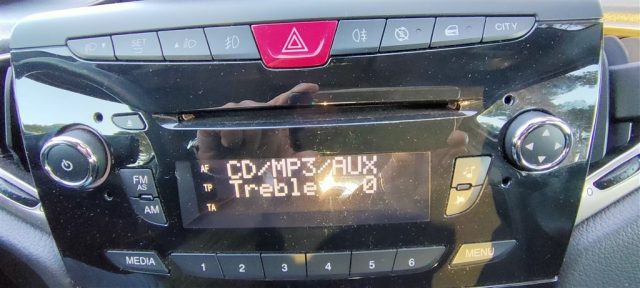 SET
CITY
AF CD/MP3/AUX
TP Treble 0
TA
FM
AS
AM
MEDIA
1 2 3 4 5 6
MENU
0